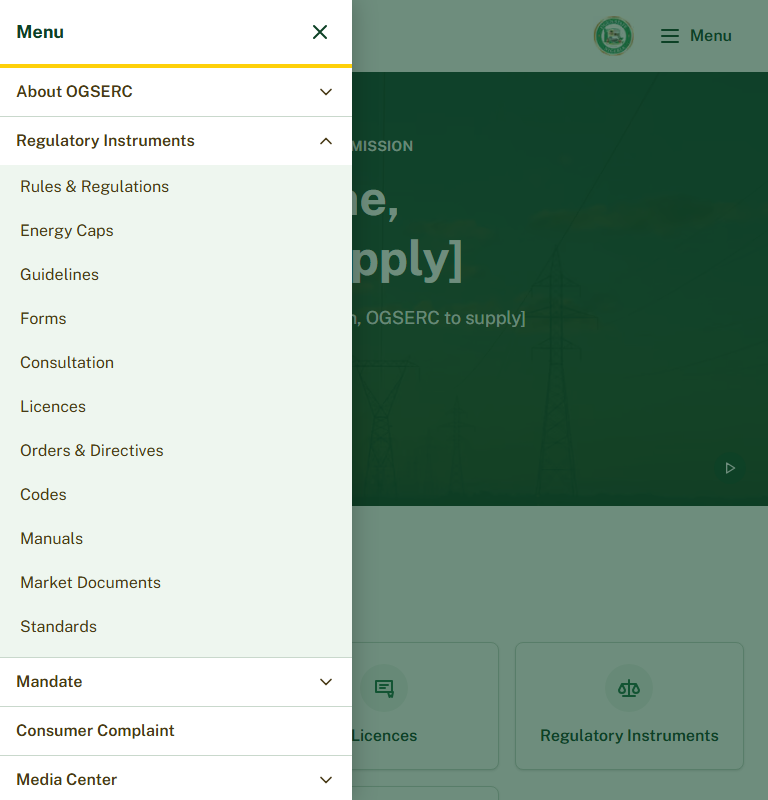 Menu
Menu
About OGSERC
Regulatory Instruments
MISSION
Rules & Regulations
Energy Caps
pply]
Guidelines
Forms
, OGSERC to supply]
Consultation
Licences
Orders & Directives
Codes
Manuals
Market Documents
Standards
Mandate
Consumer Complaint
Licences
Regulatory Instruments
Media Center